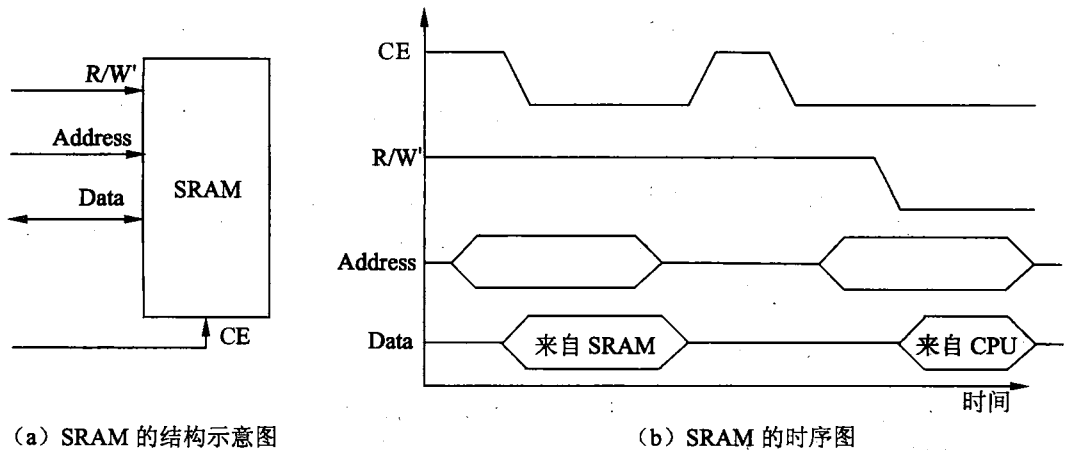 R/W'
Address
Data
SRAM
CE
CE
R/W'
Address
Data
来自 SRAM
来自 CPU
时间
（a）SRAM 的结构示意图
（b）SRAM 的时序图